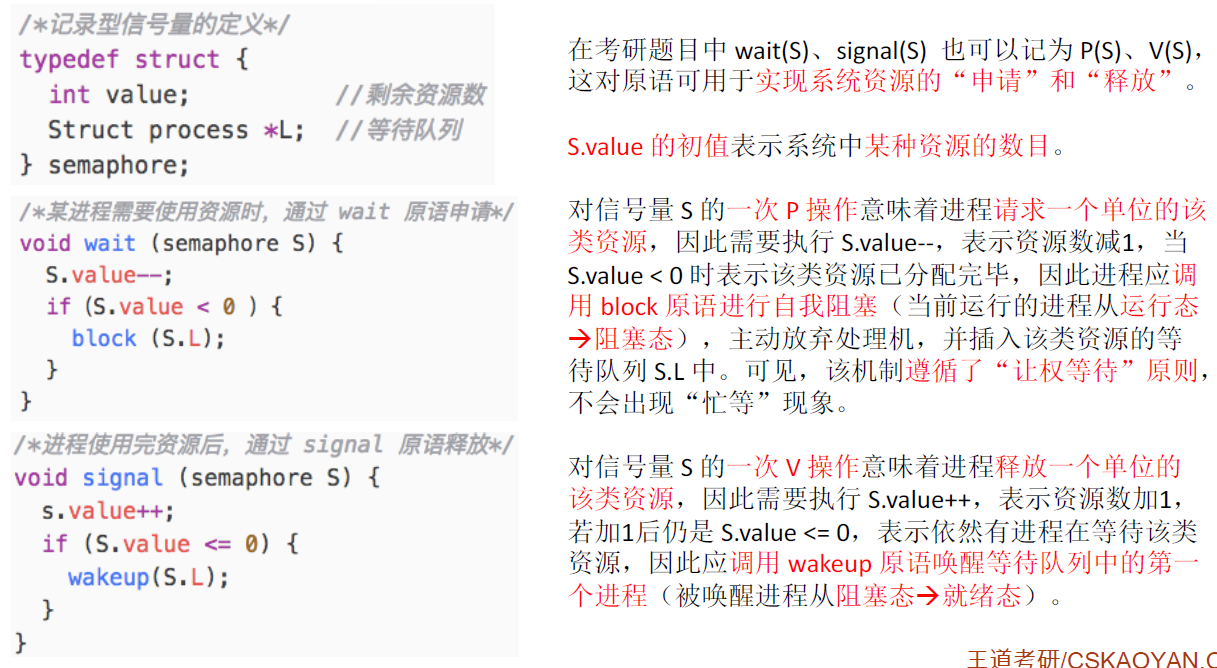 /*记录型信号量的定义*/
typedef struct {
int value; //剩余资源数
Struct process *L; //等待队列
} semaphore;
/*某进程需要使用资源时，通过 wait 原语申请*/
void wait (semaphore S) {
S.value--;
if (S.value < 0 ) {
block (S.L);
}
}
/*进程使用完资源后，通过 signal 原语释放*/
void signal (semaphore S) {
s.value++;
if (S.value <= 0) {
wakeup(S.L);
}
}
在考研题目中 wait(S)、signal(S) 也可以记为 P(S)、V(S)，
这对原语可用于实现系统资源的“申请”和“释放”。
S.value 的初值表示系统中某种资源的数目。
对信号量 S 的一次 P 操作意味着进程请求一个单位的该
类资源，因此需要执行 S.value--，表示资源数减1，当
S.value < 0 时表示该类资源已分配完毕，因此进程应调
用 block 原语进行自我阻塞（当前运行的进程从运行态
→阻塞态），主动放弃处理机，并插入该类资源的等
待队列 S.L 中。可见，该机制遵循了“让权等待”原则，
不会出现“忙等”现象。
对信号量 S 的一次 V 操作意味着进程释放一个单位的
该类资源，因此需要执行 S.value++，表示资源数加1，
若加1后仍是 S.value <= 0，表示依然有进程在等待该类
资源，因此应调用 wakeup 原语唤醒等待队列中的第一
个进程（被唤醒进程从阻塞态→就绪态）。
王道考研/CSKAOYAN.C